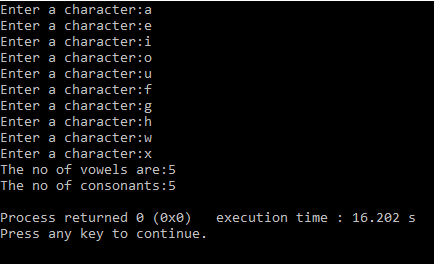 Enter a character:a
Enter a character:e
Enter a character:i
Enter a character:o
Enter a character:u
Enter a character:f
Enter a character:g
Enter a character:h
Enter a character:w
Enter a character:x
The no of vowels are:5
The no of consonants:5
Process returned 0 (0x0)   execution time : 16.202 s
Press any key to continue.